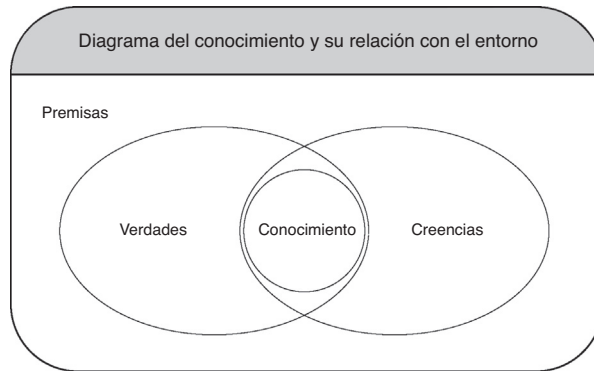 Diagrama del conocimiento y su relación con el entorno
Premisas
Verdades
Conocimiento
Creencias